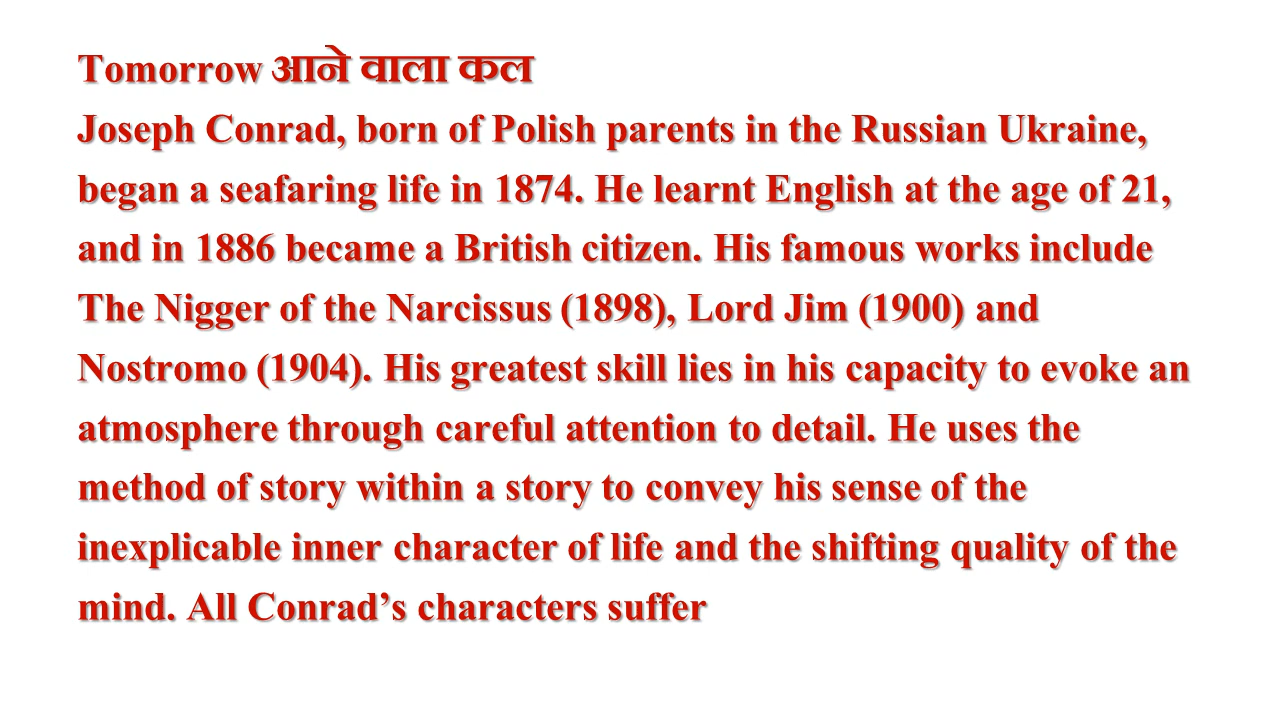 Tomorrow आने वाला कल
Joseph Conrad, born of Polish parents in the Russian Ukraine,
began a seafaring life in 1874. He learnt English at the age of 21,
and in 1886 became a British citizen. His famous works include
The Nigger of the Narcissus (1898), Lord Jim (1900) and
Nostromo (1904). His greatest skill lies in his capacity to evoke an
atmosphere through careful attention to detail. He uses the
method of story within a story to convey his sense of the
inexplicable inner character of life and the shifting quality of the
mind. All Conrad’s characters suffer